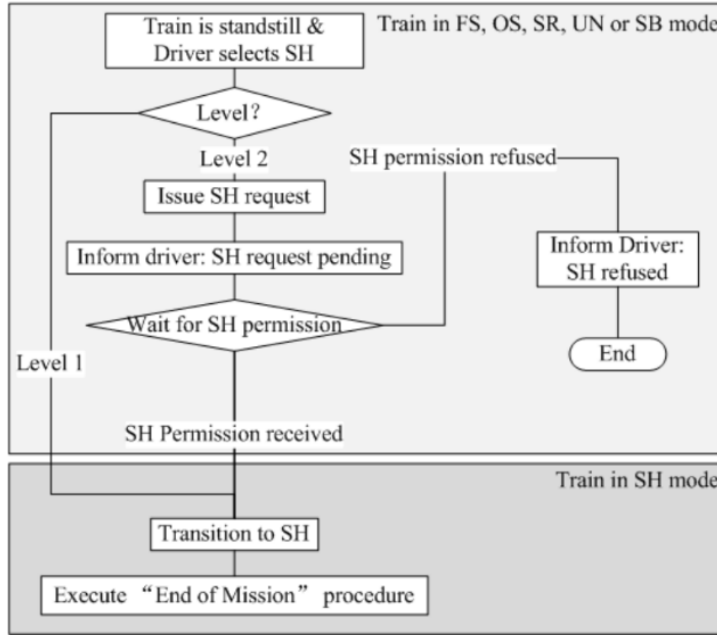 Train is standstill &
Driver selects SH
Train in FS, OS, SR, UN or SB mode
Level?
Level 2
SH permission refused
Issue SH request
Inform driver: SH request pending
Inform Driver:
SH refused
Wait for SH permission
End
Level 1
SH Permission received
Train in SH mode
Transition to SH
Execute “End of Mission” procedure